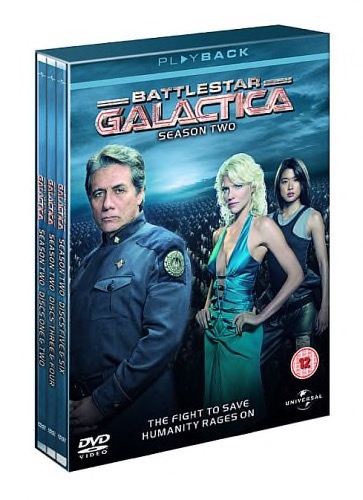 PLAYBACK
BATTLESTAR
GALACTICA
SEASON TWO
GALACTICA SEASON TWO DISCS ONE & TWO
GALACTICA SEASON TWO DISCS THREE & FOUR
GALACTICA SEASON TWO DISCS FIVE & SIX
12
THE FIGHT TO SAVE
HUMANITY RAGES ON
DVD
VIDEO
UNIVERSAL